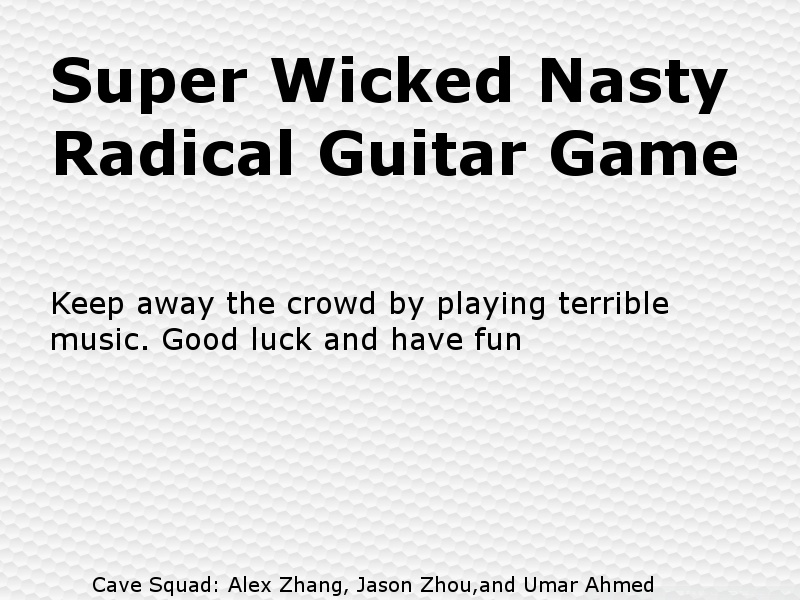 Super Wicked Nasty
Radical Guitar Game
Keep away the crowd by playing terrible
music. Good luck and have fun
Cave Squad: Alex Zhang, Jason Zhou,and Umar Ahmed